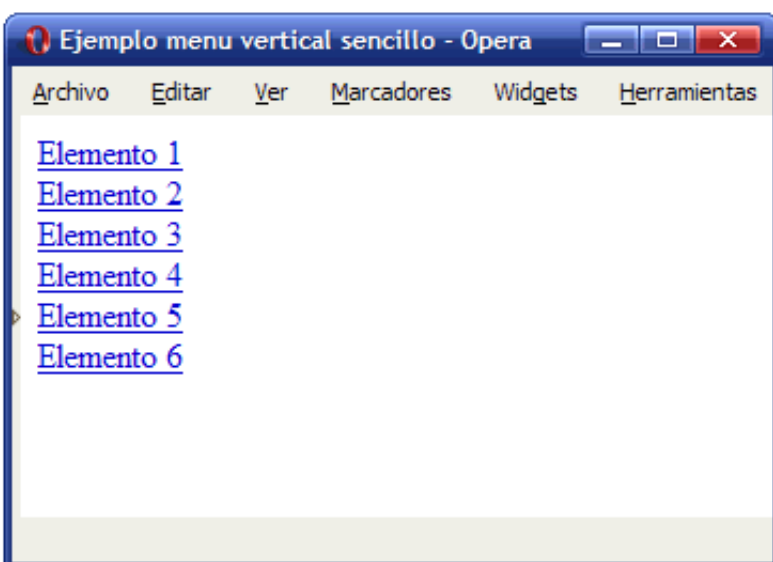 Ejemplo menu vertical sencillo - Opera
Archivo Editar Ver Marcadores Widgets Herramientas
Elemento 1
Elemento 2
Elemento 3
Elemento 4
Elemento 5
Elemento 6